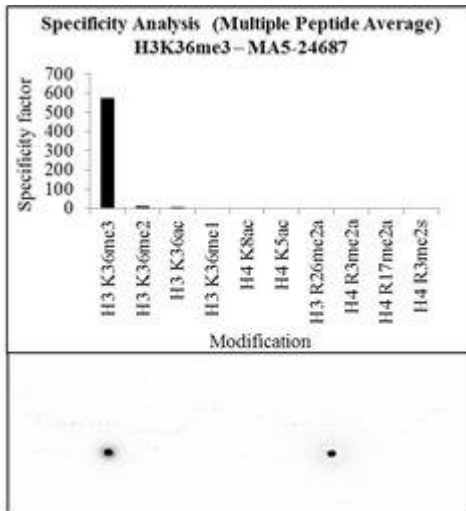 Specificity Analysis (Multiple Peptide Average)
H3K36me3 – MA5-24687
Specificity factor
700
600
500
400
300
200
100
0
H3 K36me3
H3 K36me2
H3 K36ac
H3 K36me1
H4 K8ac
H4 K5ac
H3 R26me2a
H4 R3me2a
H4 R17me2a
H4 R3me2s
Modification